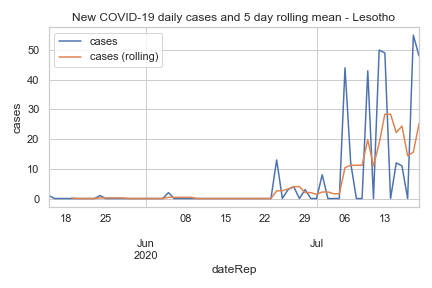 New COVID-19 daily cases and 5 day rolling mean - Lesotho
cases
cases (rolling)
50
40
30
20
10
0
cases
18 25 08 15 22 29 06 13
Jun Jul
2020
dateRep